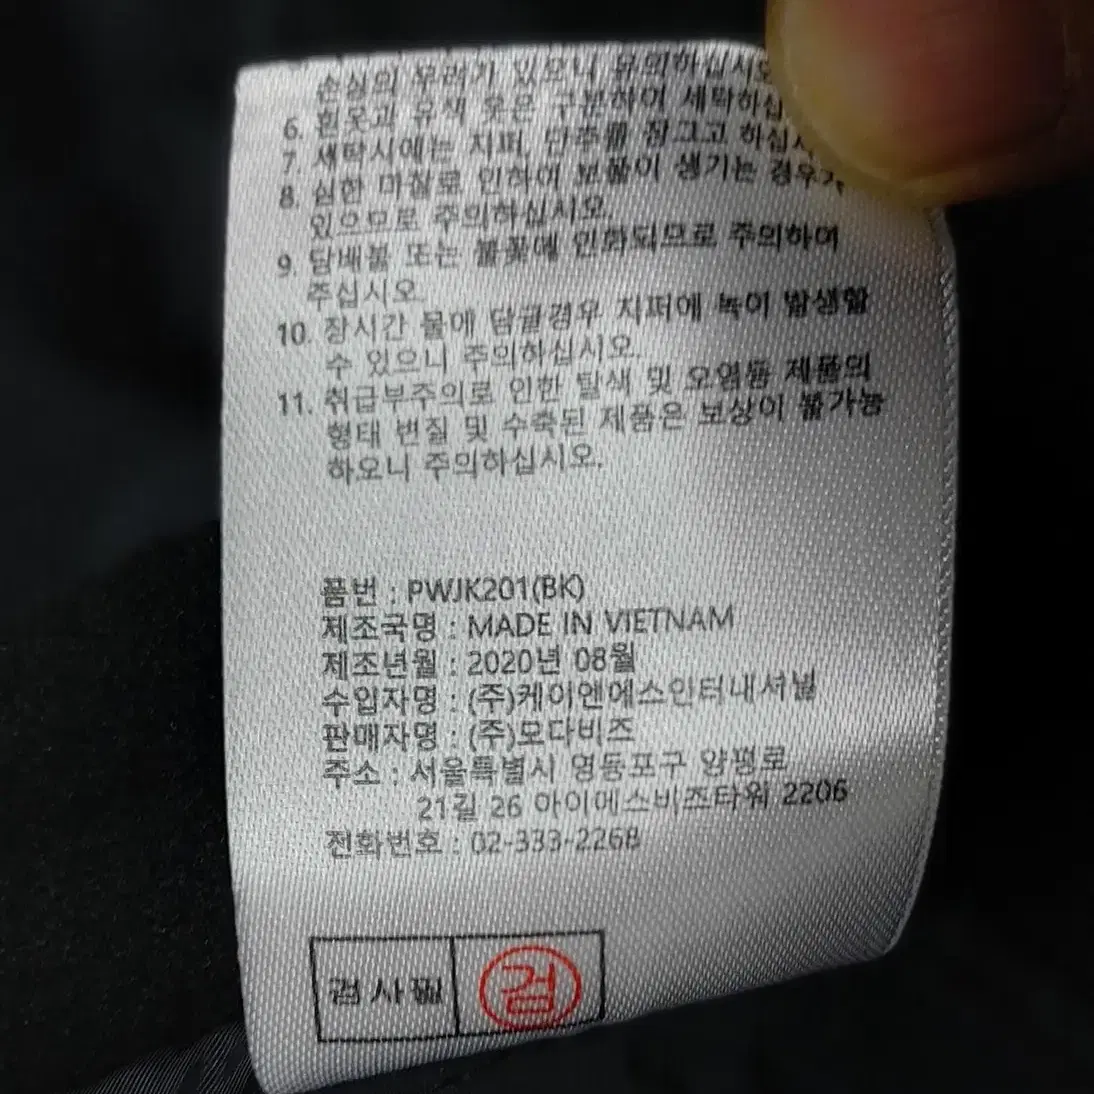 손실의 우려가 있으니 유의하십시오
6. 흰옷과 유색 옷은 구분하여 세탁하십
7. 세탁시에는 지퍼, 단추를 잠그고 하십시
8. 심한 마찰로 인하여 보풀이 생기는 경우가
있으므로 주의하십시오.
9. 담배불 또는 불꽃에 인화되므로 주의하여
주십시오.
10. 장시간 물에 담글경우 지퍼에 녹이 발생할
수 있으니 주의하십시오.
11. 취급부주의로 인한 탈색 및 오염등 제품의
형태 변질 및 수축된 제품은 보상이 불가능
하오니 주의하십시오.
품번 : PWJK201(BK)
제조국명 : MADE IN VIETNAM
제조년월 : 2020년 08월
수입자명 : (주)케이엔에스인터내셔널
판매자명 : (주)모다비즈
주소 : 서울특별시 영등포구 양평로
21길 26 아이에스비즈타워 2206
전화번호 : 02-333-2268
검사필 검